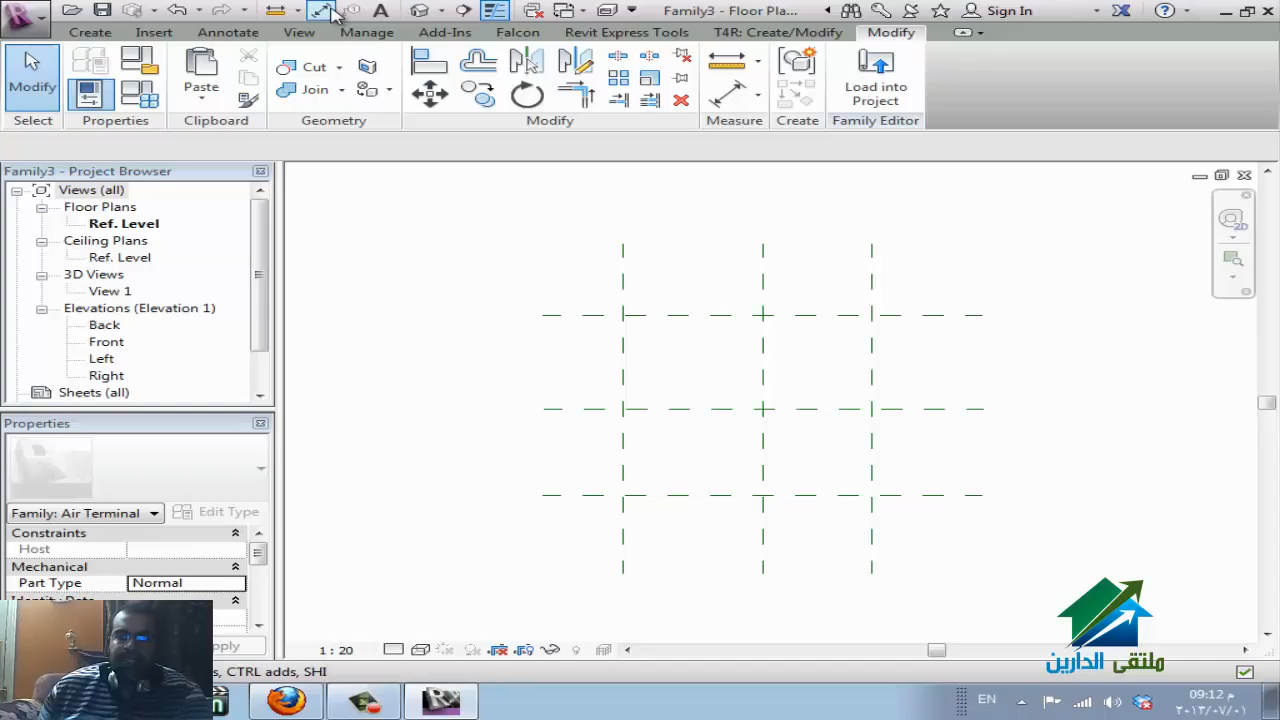 Family3 - Floor Pla...
Sign In
Create
Insert
Annotate
View
Manage
Add-Ins
Falcon
Revit Express Tools
T4R: Create/Modify
Modify
Modify
Paste
Cut
Join
Load into
Project
Select
Properties
Clipboard
Geometry
Modify
Measure
Create
Family Editor
Family3 - Project Browser
Views (all)
Floor Plans
Ref. Level
Ceiling Plans
Ref. Level
3D Views
View 1
Elevations (Elevation 1)
Back
Front
Left
Right
Sheets (all)
Properties
Family: Air Terminal
Edit Type
Constraints
Host
Mechanical
Part Type
Normal
1 : 20
2D
ملتقى الدارين
, CTRL adds, SHI
EN
09:12 م
٢٠١٣/٠٧/٠١